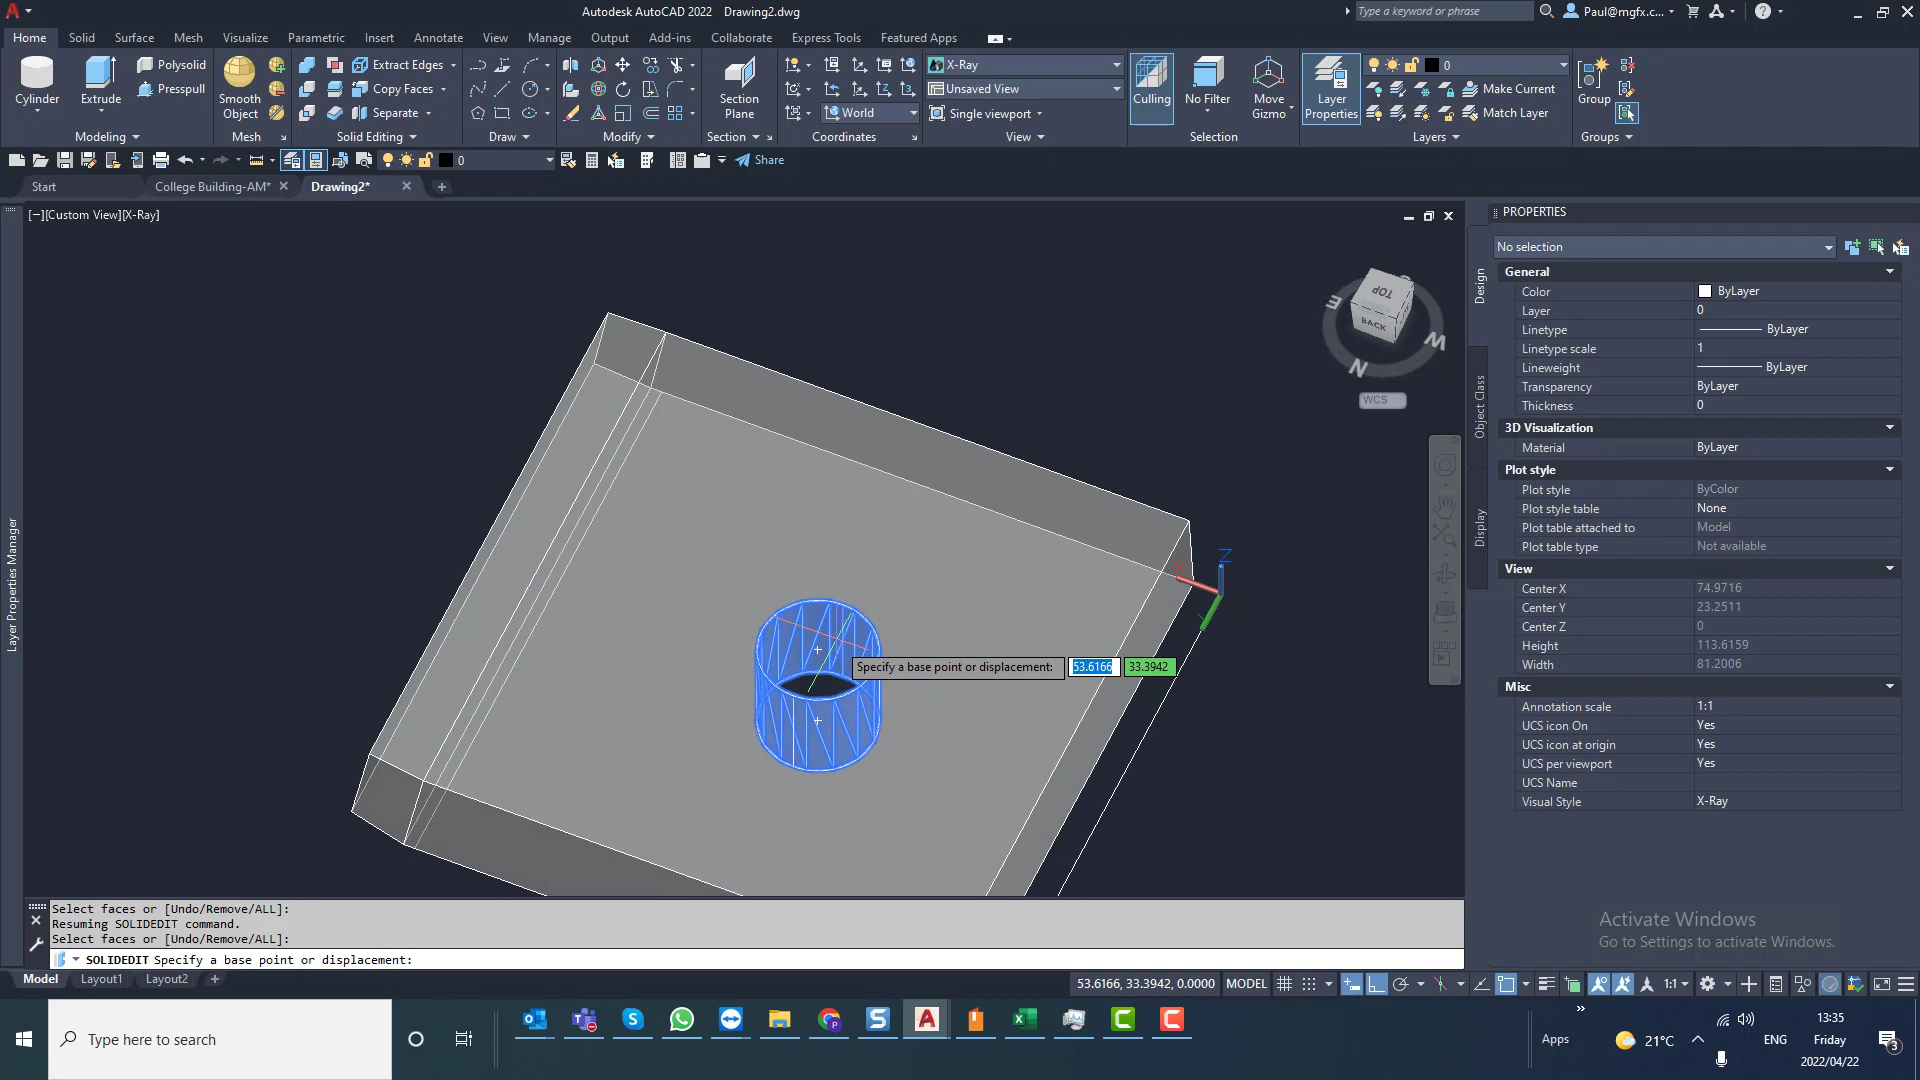 Autodesk AutoCAD 2022 Drawing2.dwg
Type a keyword or phrase
Paul@mgfx.c...
Home Solid Surface Mesh Visualize Parametric Insert Annotate View Manage Output Add-ins Collaborate Express Tools Featured Apps
Cylinder
Extrude
Polysolid
Presspull
Smooth Object
Extract Edges
Copy Faces
Separate
Section Plane
World
X-Ray
Unsaved View
Single viewport
Culling
No Filter
Move Gizmo
Layer Properties
0
Make Current
Match Layer
Group
Modeling
Mesh
Solid Editing
Draw
Modify
Section
Coordinates
View
Selection
Layers
Groups
0
Share
Start
College Building-AM*
Drawing2*
[−][Custom View][X-Ray]
TOP
BACK
E
W
N
WCS
X
Z
Specify a base point or displacement: 53.6166 33.3942
Layer Properties Manager
PROPERTIES
No selection
Design
Object Class
Display
General
Color ByLayer
Layer 0
Linetype ByLayer
Linetype scale 1
Lineweight ByLayer
Transparency ByLayer
Thickness 0
3D Visualization
Material ByLayer
Plot style
Plot style ByColor
Plot style table None
Plot table attached to Model
Plot table type Not available
View
Center X 74.9716
Center Y 23.2511
Center Z 0
Height 113.6159
Width 81.2006
Misc
Annotation scale 1:1
UCS icon On Yes
UCS icon at origin Yes
UCS per viewport Yes
UCS Name
Visual Style X-Ray
Activate Windows
Go to Settings to activate Windows.
Select faces or [Undo/Remove/ALL]:
Resuming SOLIDEDIT command.
Select faces or [Undo/Remove/ALL]:
SOLIDEDIT Specify a base point or displacement:
Model Layout1 Layout2
53.6166, 33.3942, 0.0000 MODEL
1:1
Type here to search
Apps
21°C
ENG
13:35
Friday
2022/04/22
3